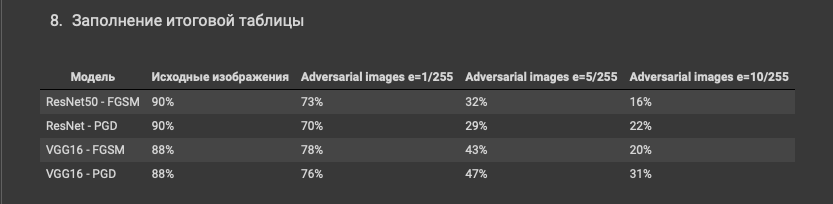 8. Заполнение итоговой таблицы
Модель Исходные изображения Adversarial images e=1/255 Adversarial images e=5/255 Adversarial images e=10/255
ResNet50 - FGSM 90% 73% 32% 16%
ResNet - PGD 90% 70% 29% 22%
VGG16 - FGSM 88% 78% 43% 20%
VGG16 - PGD 88% 76% 47% 31%